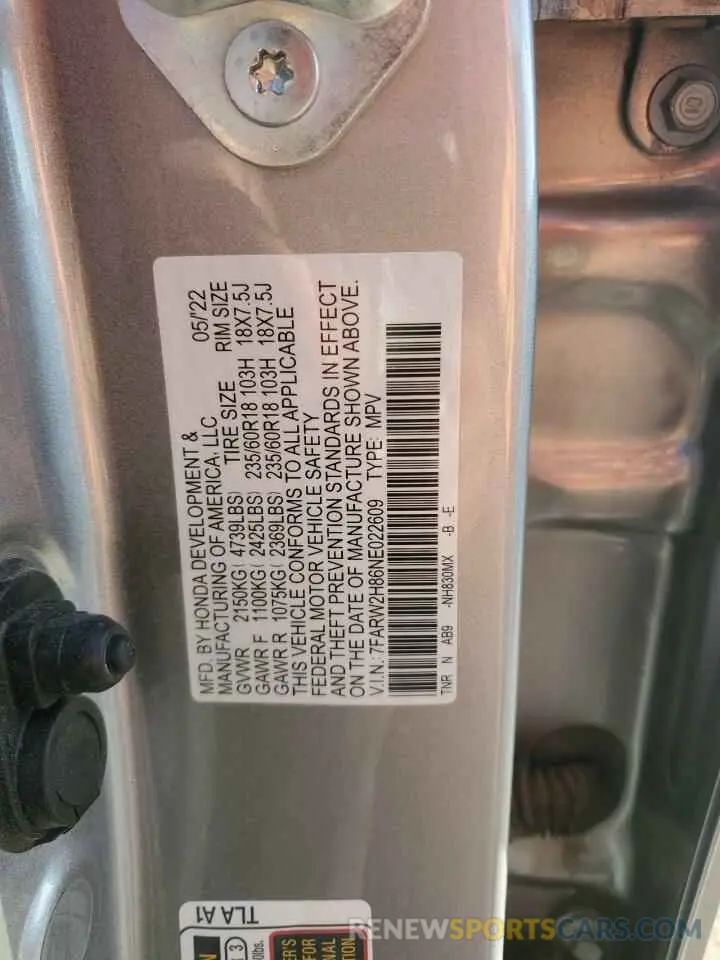 MFD. BY HONDA DEVELOPMENT &
MANUFACTURING OF AMERICA, LLC 05/'22
TIRE SIZE RIM SIZE
GVWR 2150KG( 4739LBS)
GAWR F 1100KG( 2425LBS) 235/60R18 103H 18X7.5J
GAWR R 1075KG( 2369LBS) 235/60R18 103H 18X7.5J
THIS VEHICLE CONFORMS TO ALL APPLICABLE
FEDERAL MOTOR VEHICLE SAFETY
AND THEFT PREVENTION STANDARDS IN EFFECT
ON THE DATE OF MANUFACTURE SHOWN ABOVE.
V.I.N.: 7FARW2H86NE022609 TYPE: MPV
TNR N AB9 -NH830MX -B -E
TLA A1
RENEWSPORTSCARS.COM